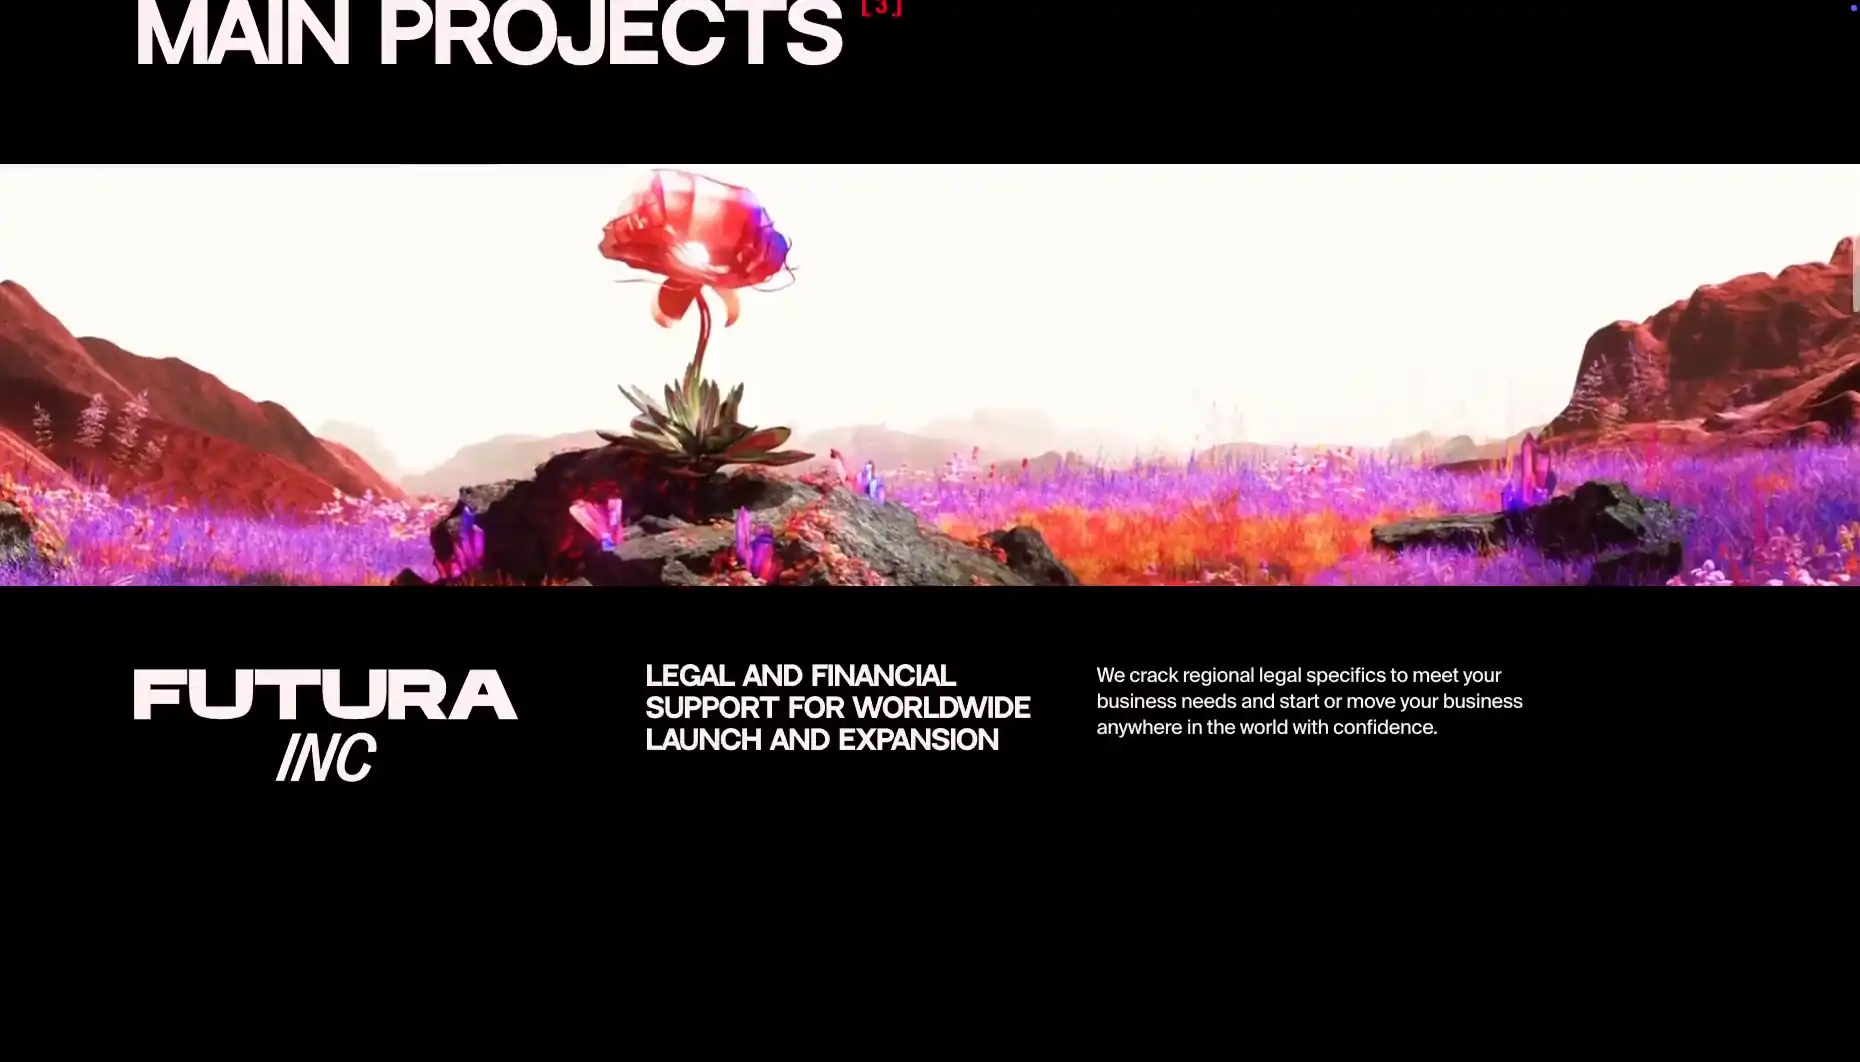 MAIN PROJECTS [3]
FUTURA
INC
LEGAL AND FINANCIAL
SUPPORT FOR WORLDWIDE
LAUNCH AND EXPANSION
We crack regional legal specifics to meet your
business needs and start or move your business
anywhere in the world with confidence.